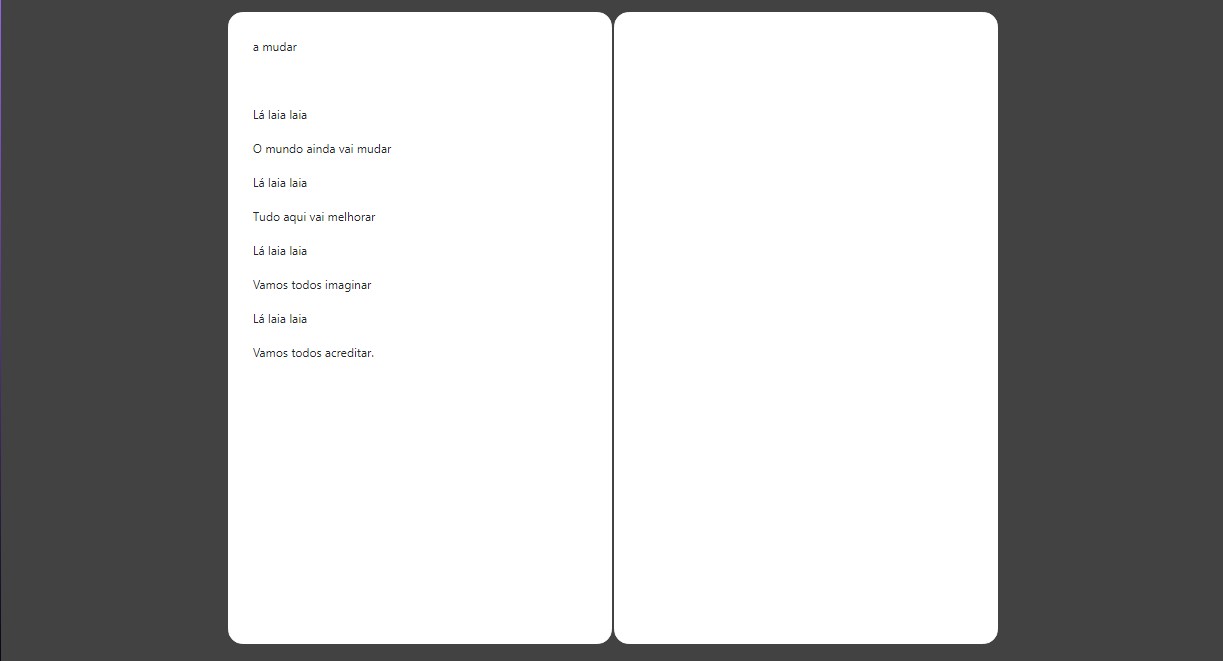 a mudar
Lá laia laia
O mundo ainda vai mudar
Lá laia laia
Tudo aqui vai melhorar
Lá laia laia
Vamos todos imaginar
Lá laia laia
Vamos todos acreditar.